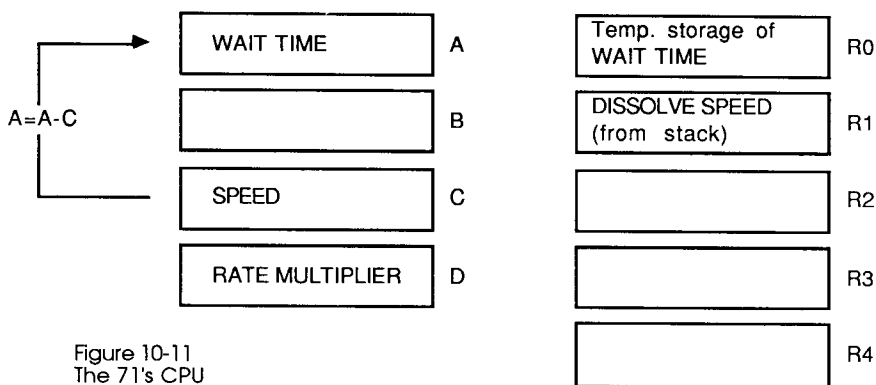 WAIT TIME
A
Temp. storage of
WAIT TIME
R0
A=A-C
B
DISSOLVE SPEED
(from stack)
R1
SPEED
C
R2
RATE MULTIPLIER
D
R3
R4
Figure 10-11
The 71's CPU